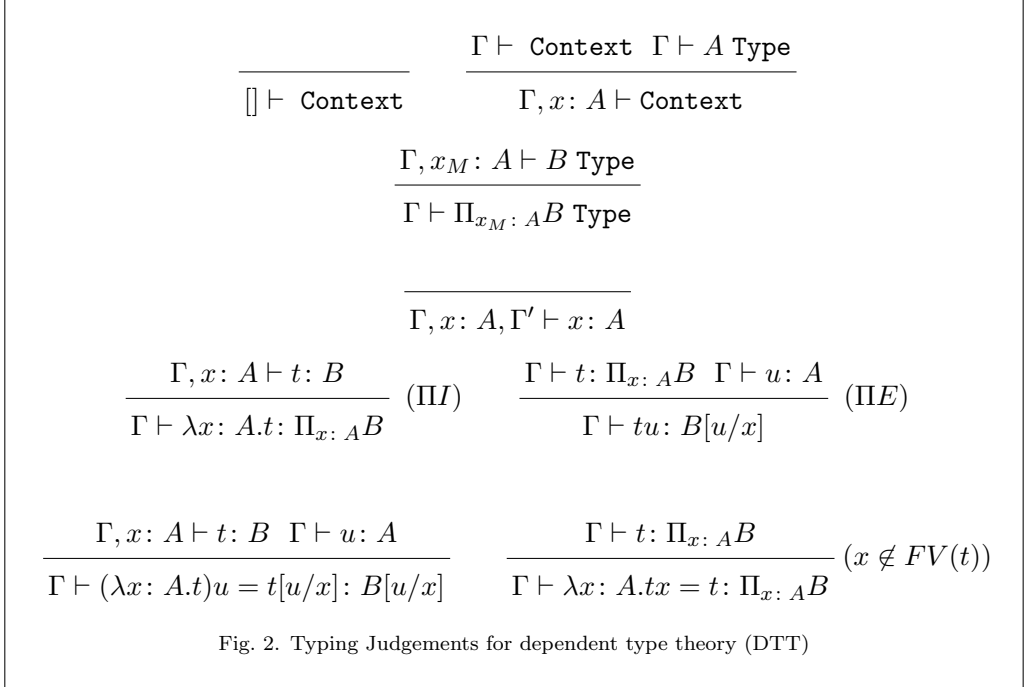 Γ ⊢ Context Γ ⊢ A Type
[] ⊢ Context
Γ, x: A ⊢ Context
Γ, x_M : A ⊢ B Type
Γ ⊢ Π_{x_M : A} B Type
Γ, x: A, Γ′ ⊢ x: A
Γ, x: A ⊢ t: B
Γ ⊢ λx: A.t: Π_{x: A} B
(ΠI)
Γ ⊢ t: Π_{x: A} B Γ ⊢ u: A
Γ ⊢ tu: B[u/x]
(ΠE)
Γ, x: A ⊢ t: B Γ ⊢ u: A
Γ ⊢ (λx: A.t)u = t[u/x]: B[u/x]
Γ ⊢ t: Π_{x: A} B
Γ ⊢ λx: A.tx = t: Π_{x: A} B
(x ∉ FV(t))
Fig. 2. Typing Judgements for dependent type theory (DTT)